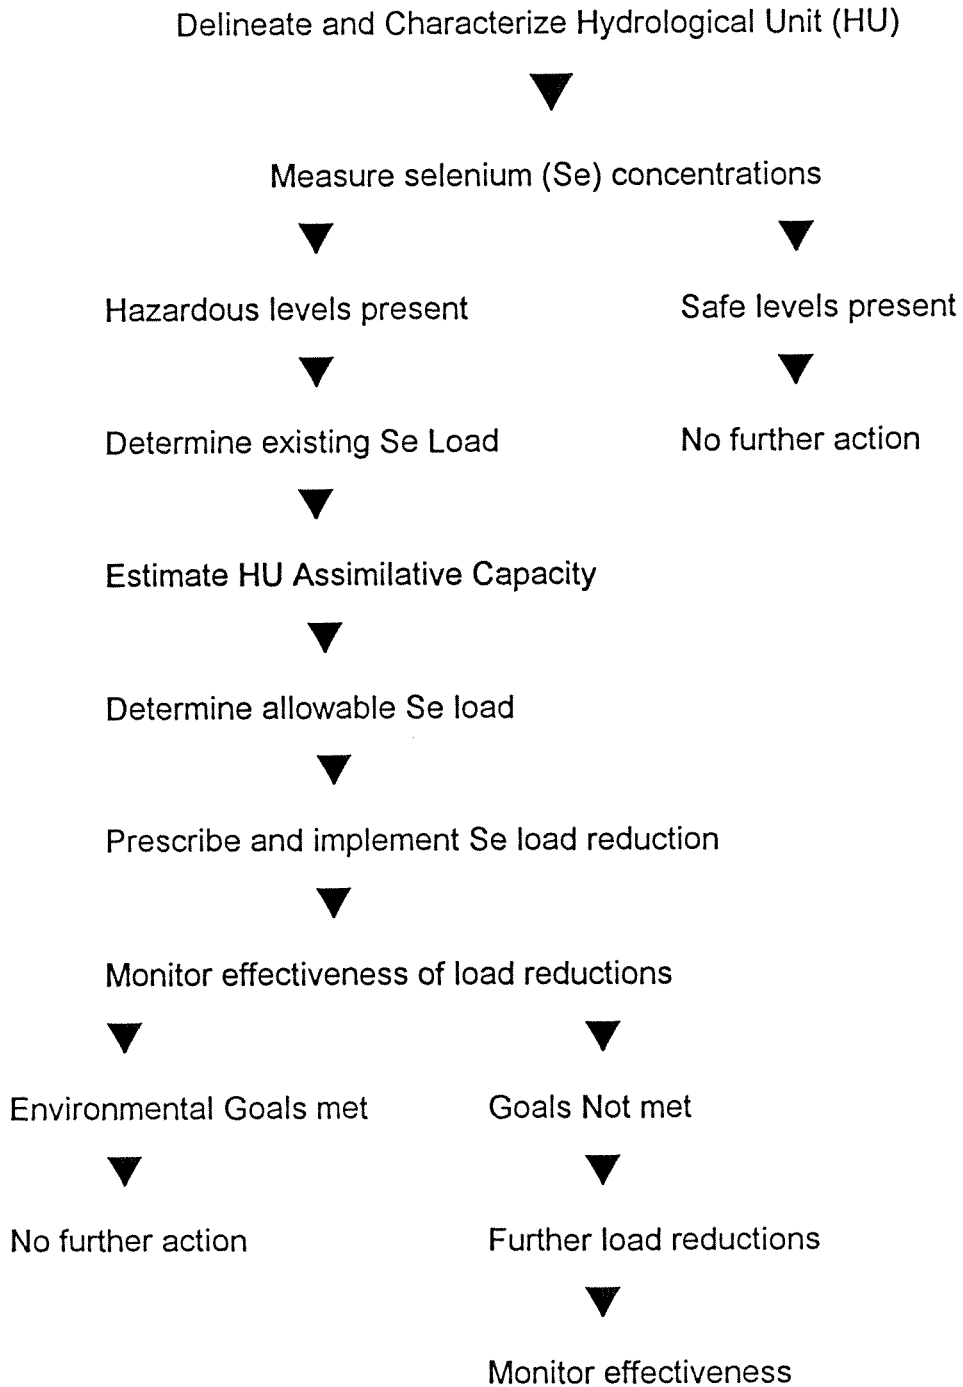 Delineate and Characterize Hydrological Unit (HU)
Measure selenium (Se) concentrations
Hazardous levels present
Safe levels present
Determine existing Se Load
No further action
Estimate HU Assimilative Capacity
Determine allowable Se load
Prescribe and implement Se load reduction
Monitor effectiveness of load reductions
Environmental Goals met
Goals Not met
No further action
Further load reductions
Monitor effectiveness